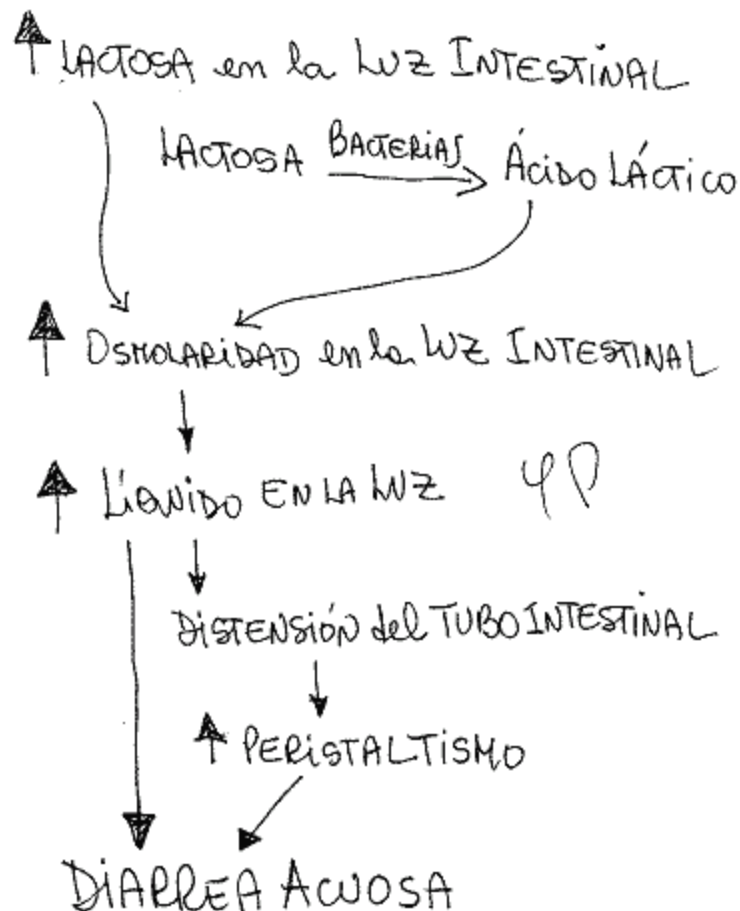 LACTOSA en la LUZ INTESTINAL
LACTOSA BACTERIAS ÁCIDO LÁCTICO
OSMOLARIDAD en la LUZ INTESTINAL
LÍQUIDO EN LA LUZ
DISTENSIÓN del TUBO INTESTINAL
PERISTALTISMO
DIARREA ACUOSA